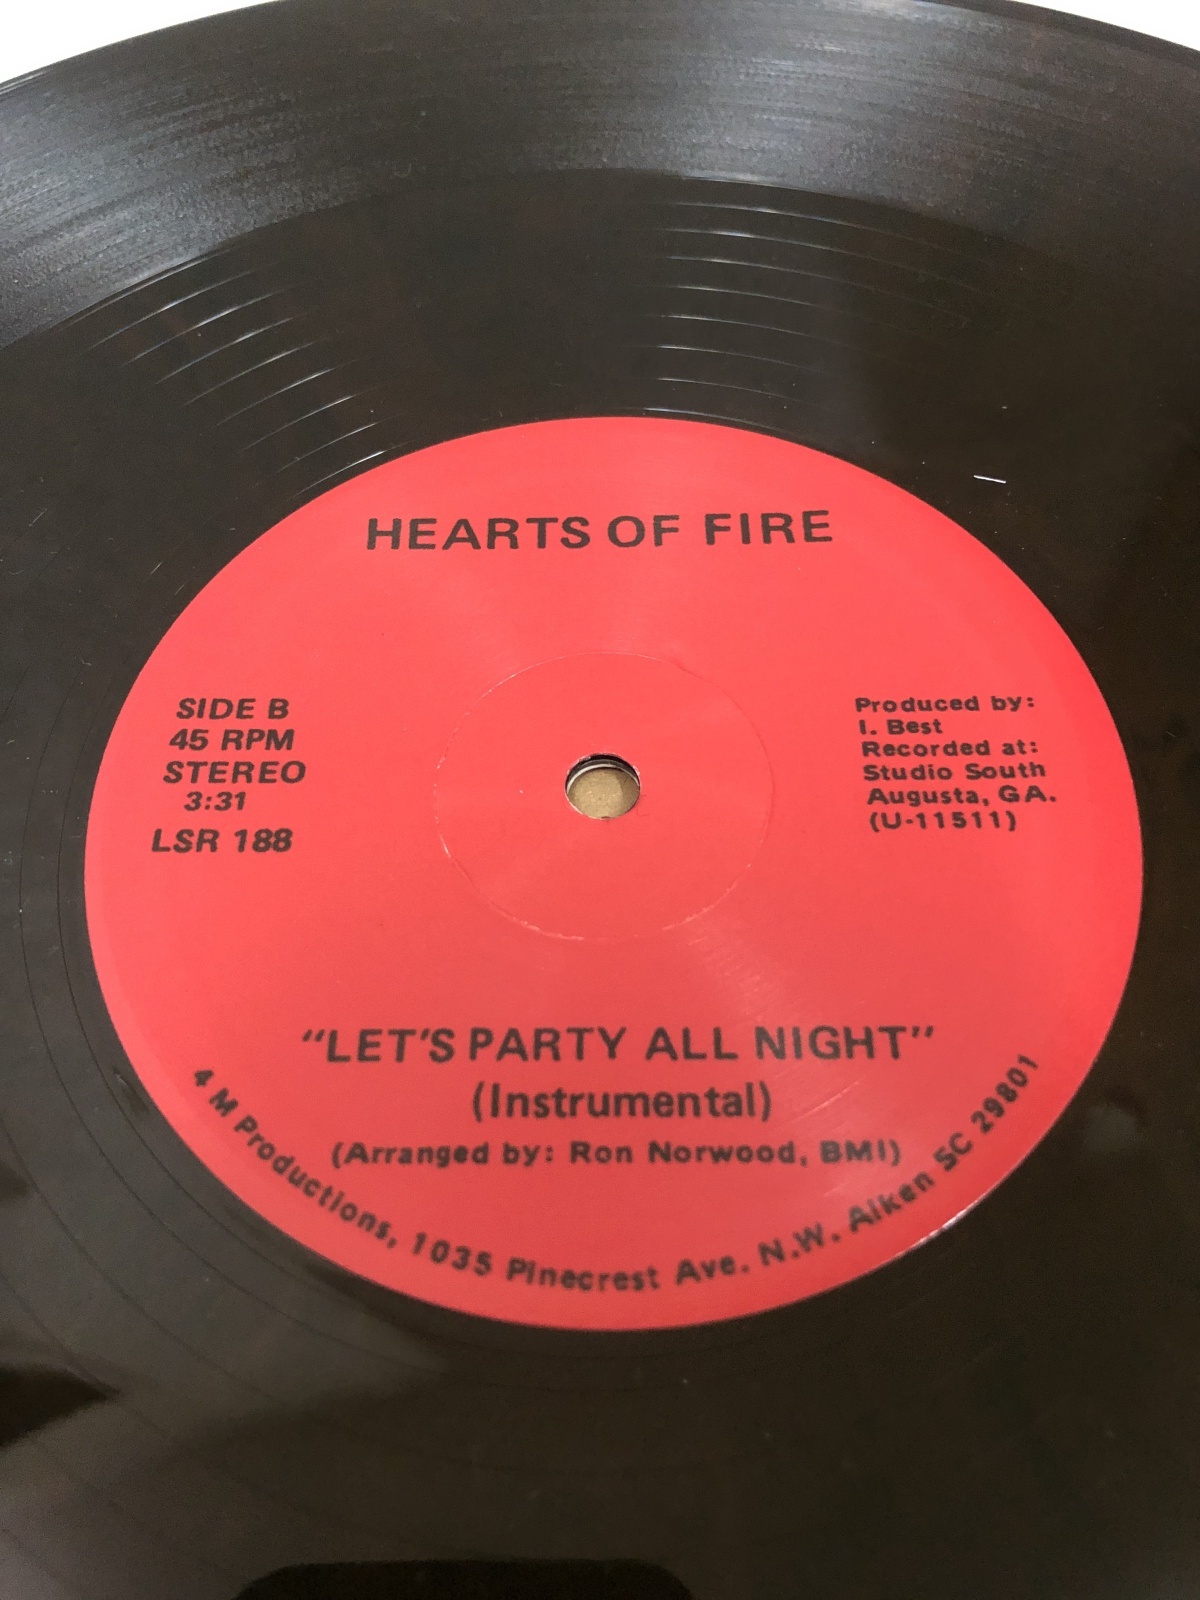 HEARTS OF FIRE
SIDE B
45 RPM
STEREO
3:31
LSR 188
Produced by:
I. Best
Recorded at:
Studio South
Augusta, GA.
(U-11511)
"LET'S PARTY ALL NIGHT"
(Instrumental)
(Arranged by: Ron Norwood, BMI)
4 M Productions, 1035 Pinecrest Ave. N.W. Aiken SC 29801